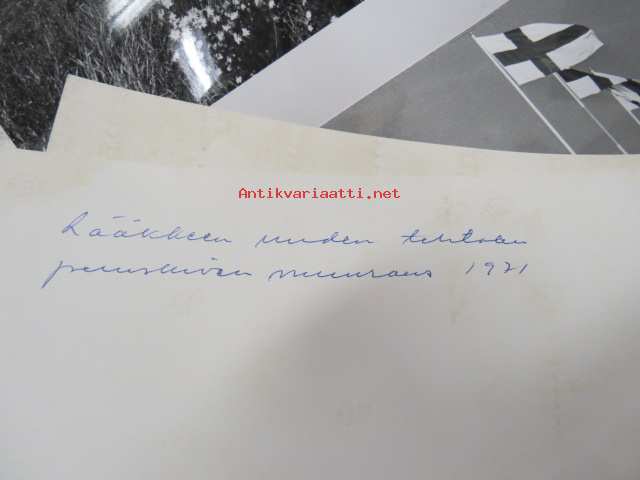 Antikvariaatti.net
Lääkkeen uuden tehtaan
peruskiven muuraus 1971